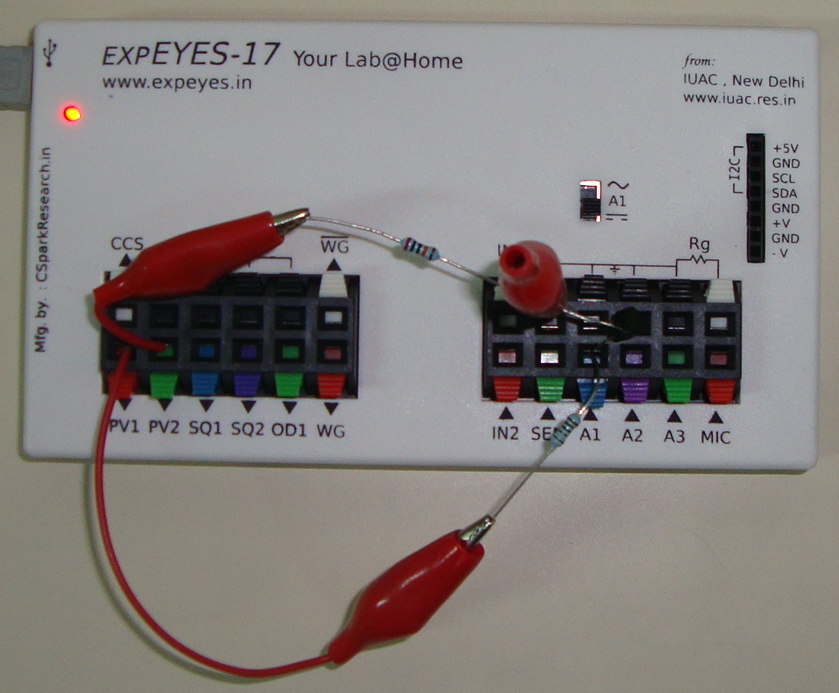 EXPEYES-17 Your Lab@Home
www.expeyes.in
from:
IUAC , New Delhi
www.iuac.res.in
Mfg. by. : CSparkResearch.in
I2C
+5V
GND
SCL
SDA
GND
+V
GND
- V
A1
CCS
WG
Rg
PV1 PV2 SQ1 SQ2 OD1 WG
IN2 A1 A2 A3 MIC